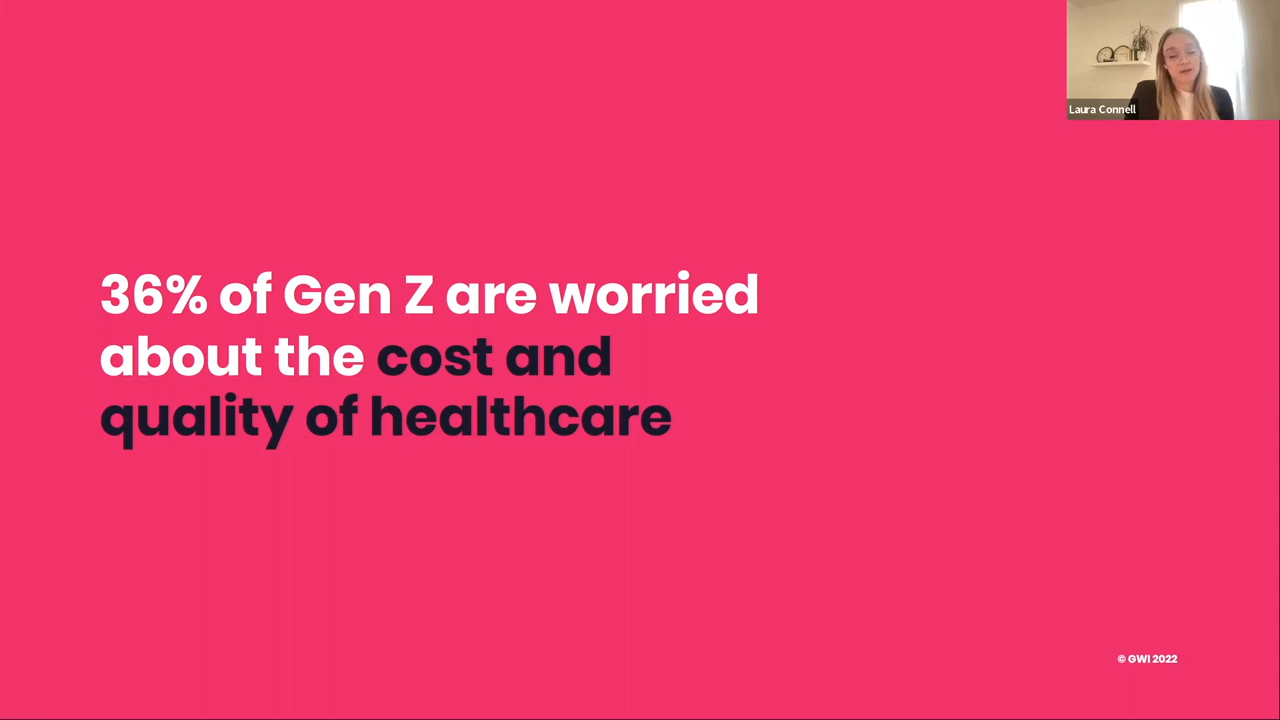 Laura Connell
36% of Gen Z are worried
about the cost and
quality of healthcare
© GWI 2022